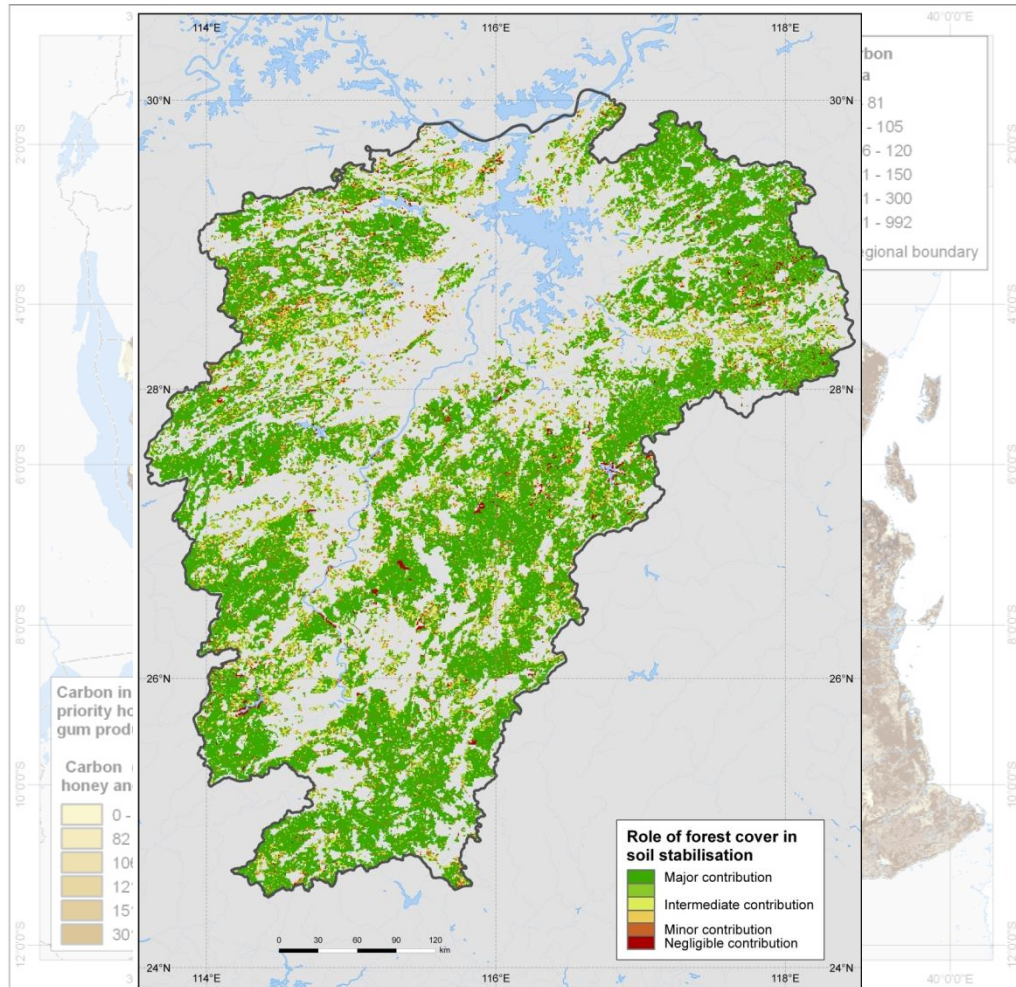 114°E 116°E 118°E
40°0'0"E
30°N 30°N
28°N 28°N
26°N 26°N
24°N 24°N
114°E 116°E 118°E
2°0'0"S
4°0'0"S
6°0'0"S
8°0'0"S
10°0'0"S
12°0'0"S
2°0'0"S
4°0'0"S
6°0'0"S
8°0'0"S
10°0'0"S
12°0'0"S
rbon
a
81
- 105
6 - 120
1 - 150
1 - 300
1 - 992
egional boundary
Carbon in
priority ho
gum prod
Carbon
honey an
0 -
82
106
12
15
30
Role of forest cover in
soil stabilisation
Major contribution
Intermediate contribution
Minor contribution
Negligible contribution
0 30 60 90 120
km
40°0'0"E